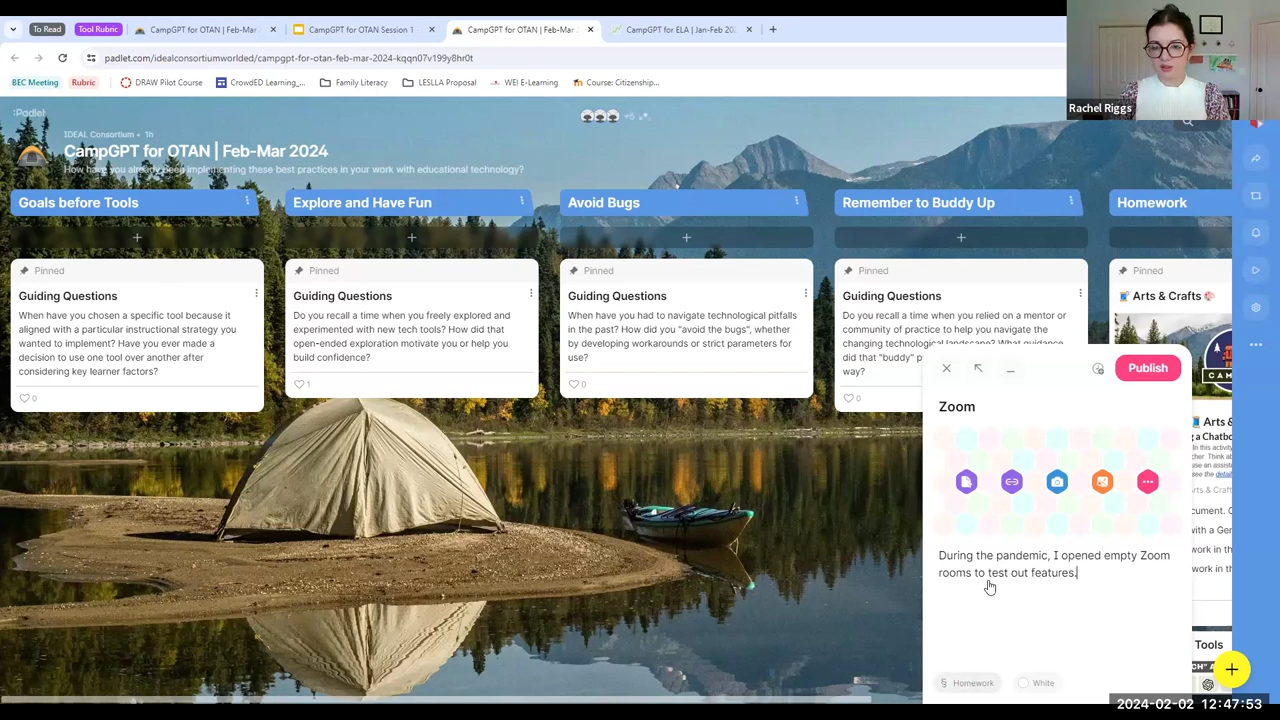 To Read
Tool Rubric
CampGPT for OTAN | Feb-Mar
CampGPT for OTAN Session 1
CampGPT for OTAN | Feb-Mar
CampGPT for ELA | Jan-Feb 202
padlet.com/idealconsortiumworlded/campgpt-for-otan-feb-mar-2024-kqqn07v199y8hr0t
BEC Meeting
Rubric
DRAW Pilot Course
CrowdED Learning_...
Family Literacy
LESLLA Proposal
WEI E-Learning
Course: Citizenship...
Rachel Riggs
:Padlet
IDEAL Consortium • 1h
CampGPT for OTAN | Feb-Mar 2024
How have you already been implementing these best practices in your work with educational technology?
Goals before Tools
Explore and Have Fun
Avoid Bugs
Remember to Buddy Up
Homework
Pinned
Guiding Questions
When have you chosen a specific tool because it
aligned with a particular instructional strategy you
wanted to implement? Have you ever made a
decision to use one tool over another after
considering key learner factors?
0
Pinned
Guiding Questions
Do you recall a time when you freely explored and
experimented with new tech tools? How did that
open-ended exploration motivate you or help you
build confidence?
1
Pinned
Guiding Questions
When have you had to navigate technological pitfalls
in the past? How did you "avoid the bugs", whether
by developing workarounds or strict parameters for
use?
0
Pinned
Guiding Questions
Do you recall a time when you relied on a mentor or
community of practice to help you navigate the
changing technological landscape? What guidance
did that "buddy" p
way?
0
Pinned
Arts & Crafts
Publish
Zoom
During the pandemic, I opened empty Zoom
rooms to test out features.
Homework
White
Tools
2024-02-02 12:47:53